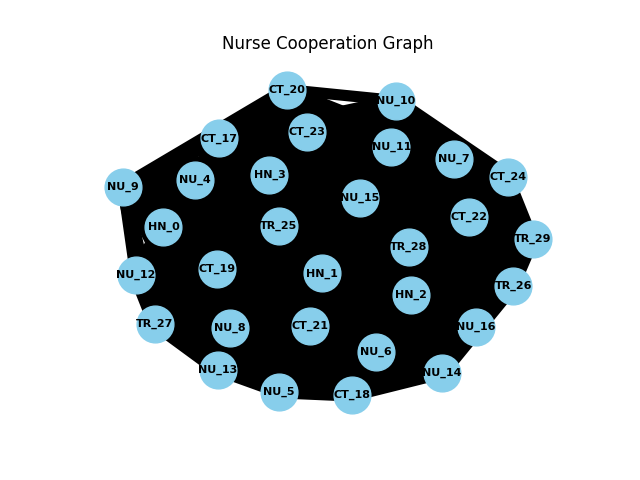 Nurse Cooperation Graph
CT_20
NU_10
CT_23
CT_17
NU_11
NU_7
HN_3
CT_24
NU_4
NU_9
NU_15
CT_22
TR_25
HN_0
TR_29
TR_28
CT_19
HN_1
NU_12
TR_26
HN_2
TR_27
CT_21
NU_16
NU_8
NU_6
NU_13
NU_14
NU_5
CT_18